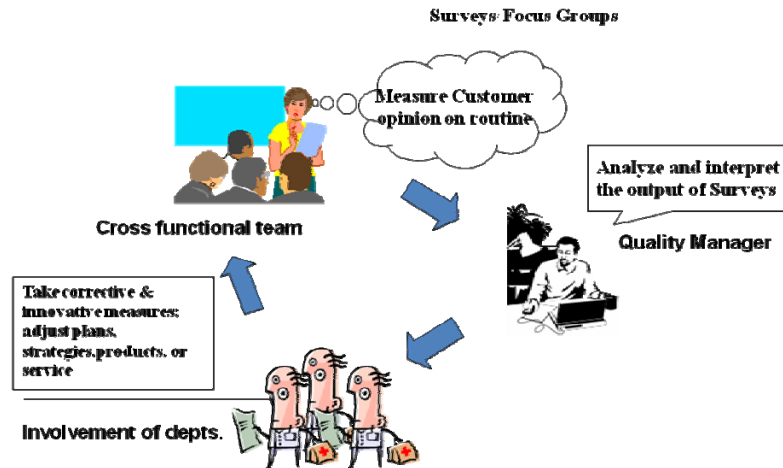 Surveys Focus Groups
Measure Customer
opinion on routine
Analyze and interpret
the output of Surveys
Cross functional team
Quality Manager
Take corrective &
innovative measures;
adjust plans,
strategies,products, or
service
Involvement of depts.